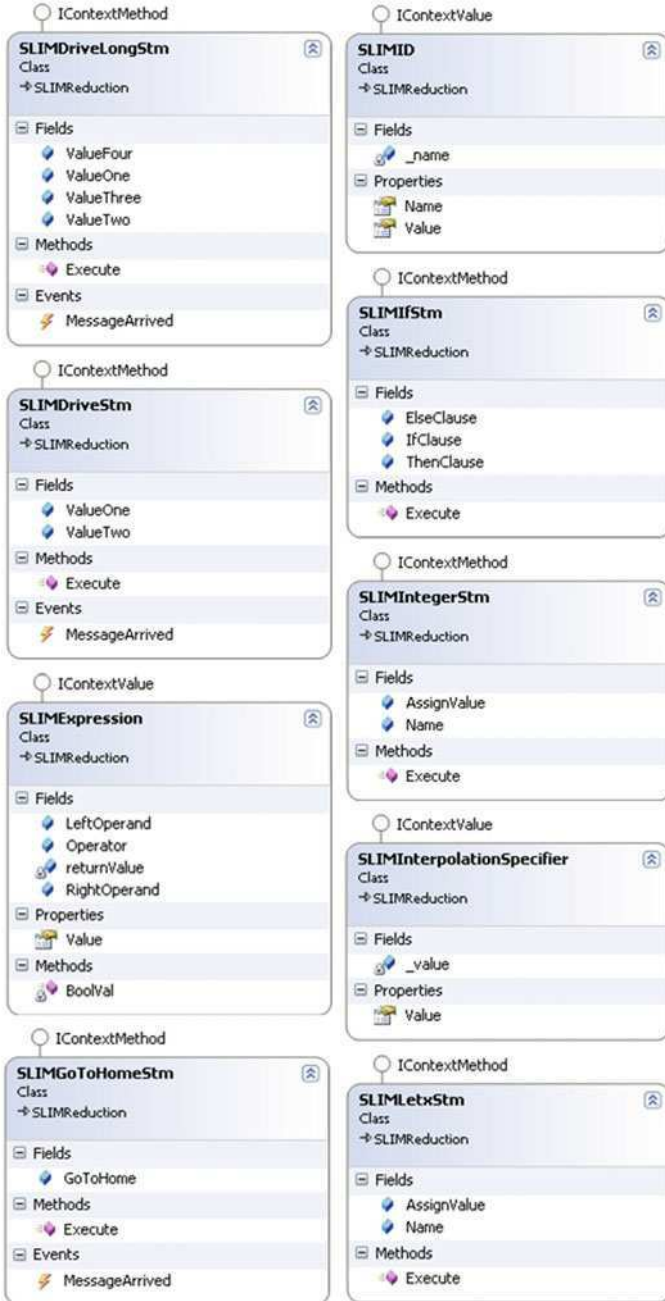 IContextMethod
SLIMDriveLongStm
Class
SLIMReduction
Fields
ValueFour
ValueOne
ValueThree
ValueTwo
Methods
Execute
Events
MessageArrived
IContextMethod
SLIMDriveStm
Class
SLIMReduction
Fields
ValueOne
ValueTwo
Methods
Execute
Events
MessageArrived
IContextValue
SLIMExpression
Class
SLIMReduction
Fields
LeftOperand
Operator
returnValue
RightOperand
Properties
Value
Methods
BoolVal
IContextMethod
SLIMGoToHomeStm
Class
SLIMReduction
Fields
GoToHome
Methods
Execute
Events
MessageArrived
IContextValue
SLIMID
Class
SLIMReduction
Fields
_name
Properties
Name
Value
IContextMethod
SLIMIfStm
Class
SLIMReduction
Fields
ElseClause
IfClause
ThenClause
Methods
Execute
IContextMethod
SLIMIntegerStm
Class
SLIMReduction
Fields
AssignValue
Name
Methods
Execute
IContextValue
SLIMInterpolationSpecifier
Class
SLIMReduction
Fields
_value
Properties
Value
IContextMethod
SLIMLetxStm
Class
SLIMReduction
Fields
AssignValue
Name
Methods
Execute